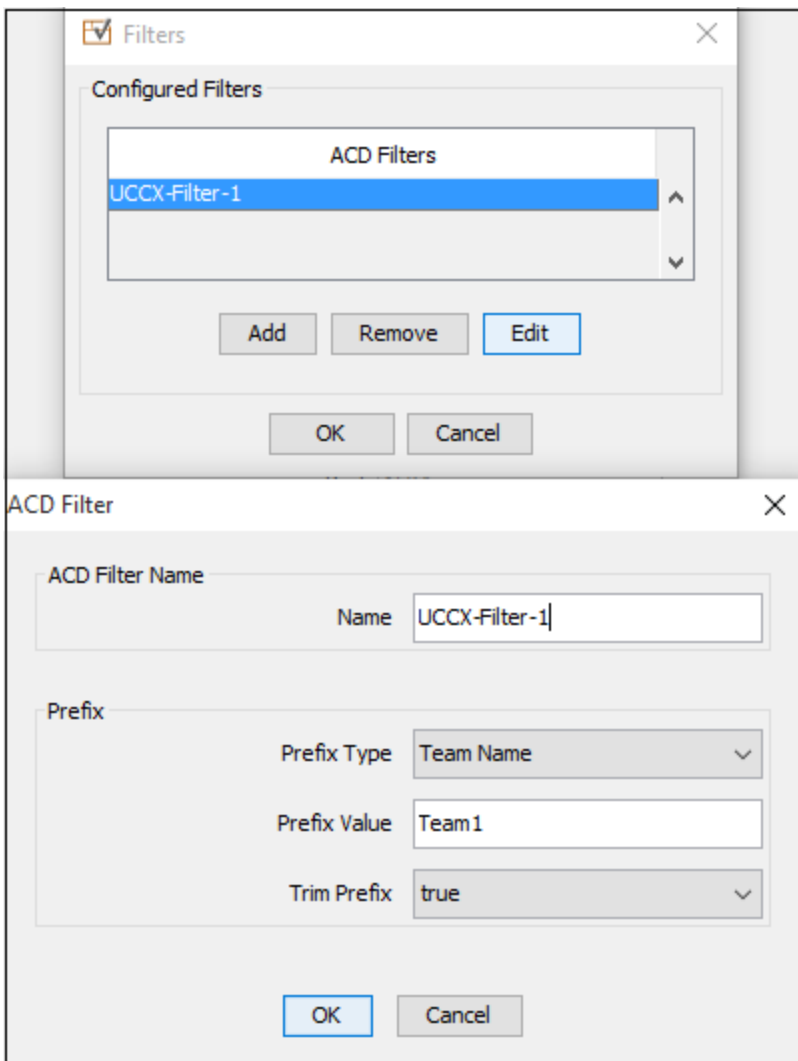 Filters
Configured Filters
ACD Filters
UCCX-Filter-1
Add Remove Edit
OK Cancel
ACD Filter
ACD Filter Name
Name UCCX-Filter-1
Prefix
Prefix Type Team Name
Prefix Value Team1
Trim Prefix true
OK Cancel